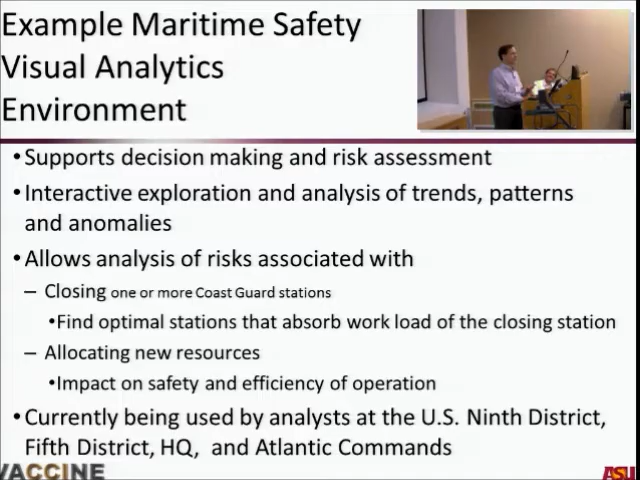 Example Maritime Safety
Visual Analytics
Environment
•Supports decision making and risk assessment
•Interactive exploration and analysis of trends, patterns
and anomalies
•Allows analysis of risks associated with
– Closing one or more Coast Guard stations
•Find optimal stations that absorb work load of the closing station
– Allocating new resources
•Impact on safety and efficiency of operation
•Currently being used by analysts at the U.S. Ninth District,
Fifth District, HQ, and Atlantic Commands
VACCINE
ASU